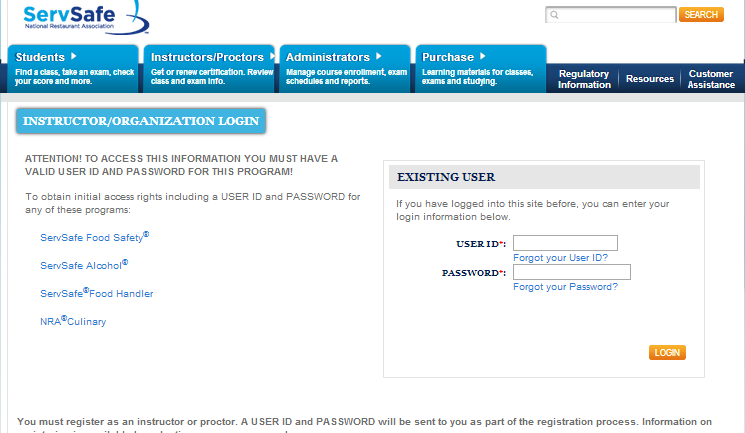 ServSafe
National Restaurant Association
SEARCH
Students
Find a class, take an exam, check
your score and more.
Instructors/Proctors
Get or renew certification. Review
class and exam info.
Administrators
Manage course enrollment, exam
schedules and reports.
Purchase
Learning materials for classes,
exams and studying.
Regulatory
Information
Resources
Customer
Assistance
INSTRUCTOR/ORGANIZATION LOGIN
ATTENTION! TO ACCESS THIS INFORMATION YOU MUST HAVE A
VALID USER ID AND PASSWORD FOR THIS PROGRAM!
To obtain initial access rights including a USER ID and PASSWORD for
any of these programs:
ServSafe Food Safety®
ServSafe Alcohol®
ServSafe®Food Handler
NRA®Culinary
EXISTING USER
If you have logged into this site before, you can enter your
login information below.
USER ID*:
Forgot your User ID?
PASSWORD*:
Forgot your Password?
LOGIN
You must register as an instructor or proctor. A USER ID and PASSWORD will be sent to you as part of the registration process. Information on